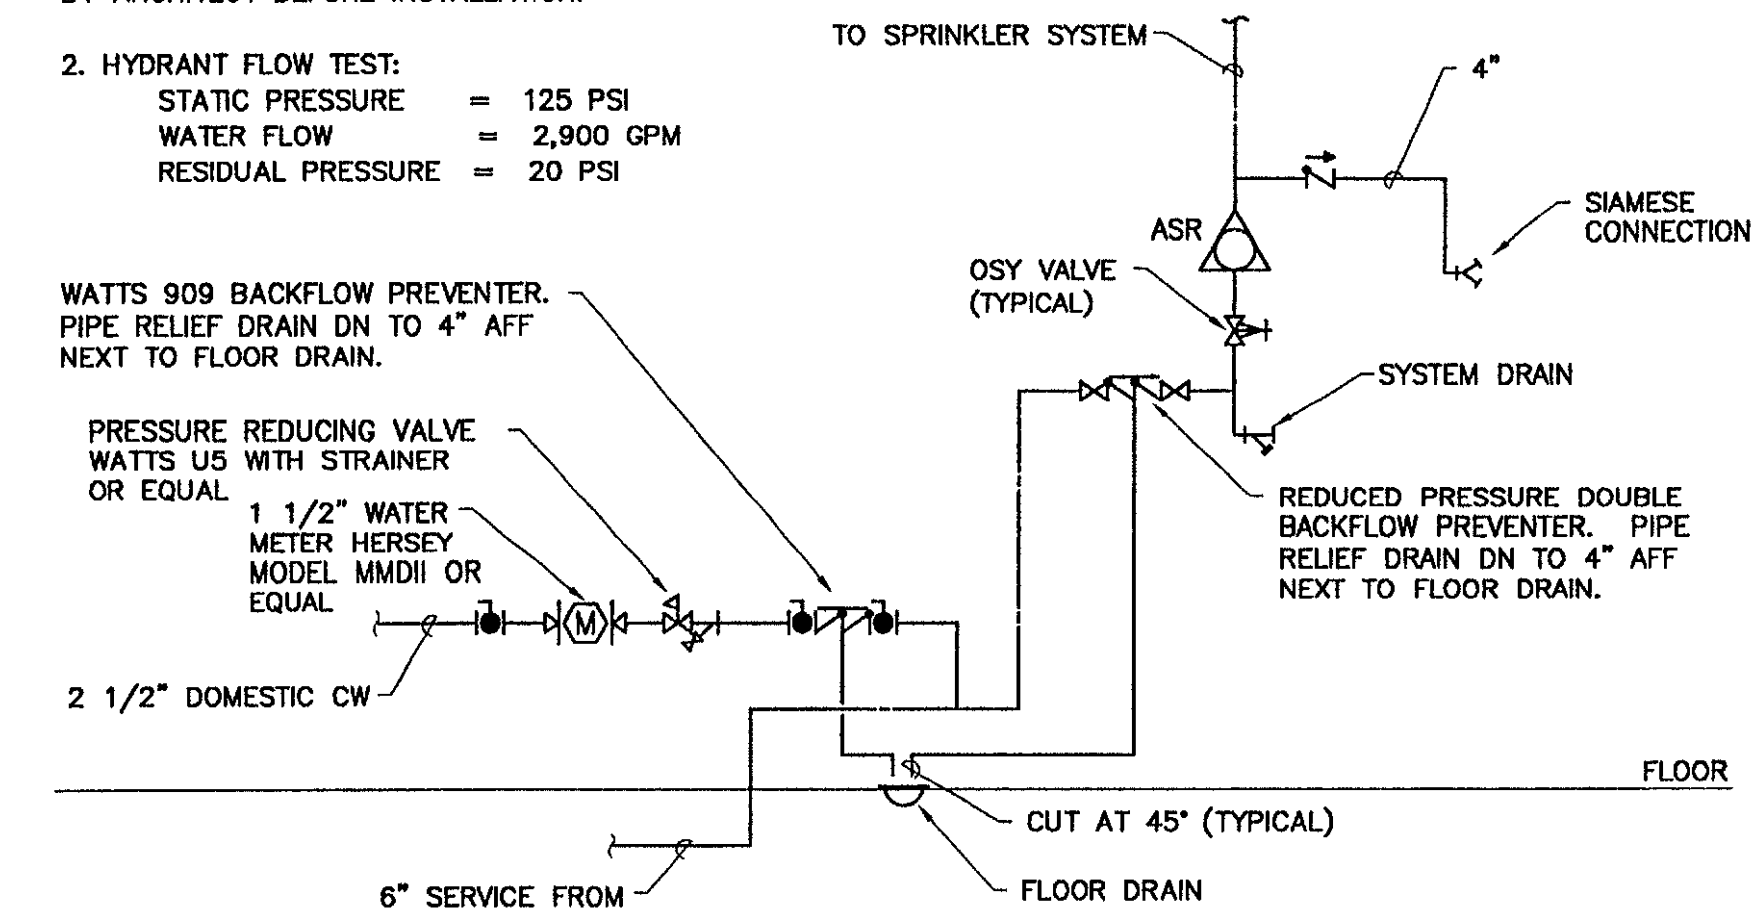 2. HYDRANT FLOW TEST:
STATIC PRESSURE = 125 PSI
WATER FLOW = 2,900 GPM
RESIDUAL PRESSURE = 20 PSI
TO SPRINKLER SYSTEM
4"
SIAMESE
CONNECTION
ASR
OSY VALVE
(TYPICAL)
WATTS 909 BACKFLOW PREVENTER.
PIPE RELIEF DRAIN DN TO 4" AFF
NEXT TO FLOOR DRAIN.
SYSTEM DRAIN
PRESSURE REDUCING VALVE
WATTS U5 WITH STRAINER
OR EQUAL
1 1/2" WATER
METER HERSEY
MODEL MMDII OR
EQUAL
REDUCED PRESSURE DOUBLE
BACKFLOW PREVENTER. PIPE
RELIEF DRAIN DN TO 4" AFF
NEXT TO FLOOR DRAIN.
M
2 1/2" DOMESTIC CW
FLOOR
CUT AT 45° (TYPICAL)
6" SERVICE FROM
FLOOR DRAIN